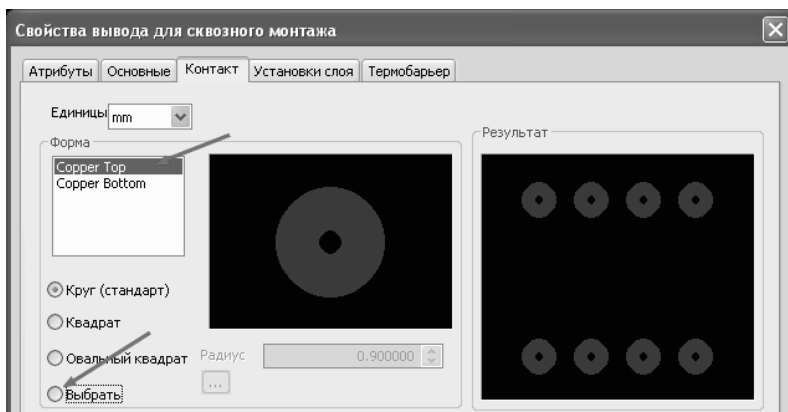 Свойства вывода для сквозного монтажа
Атрибуты Основные Контакт Установки слоя Термобарьер
Единицы mm
Форма
Copper Top
Copper Bottom
Круг (стандарт)
Квадрат
Овальный квадрат
Выбрать
Радиус 0.900000
...
Результат